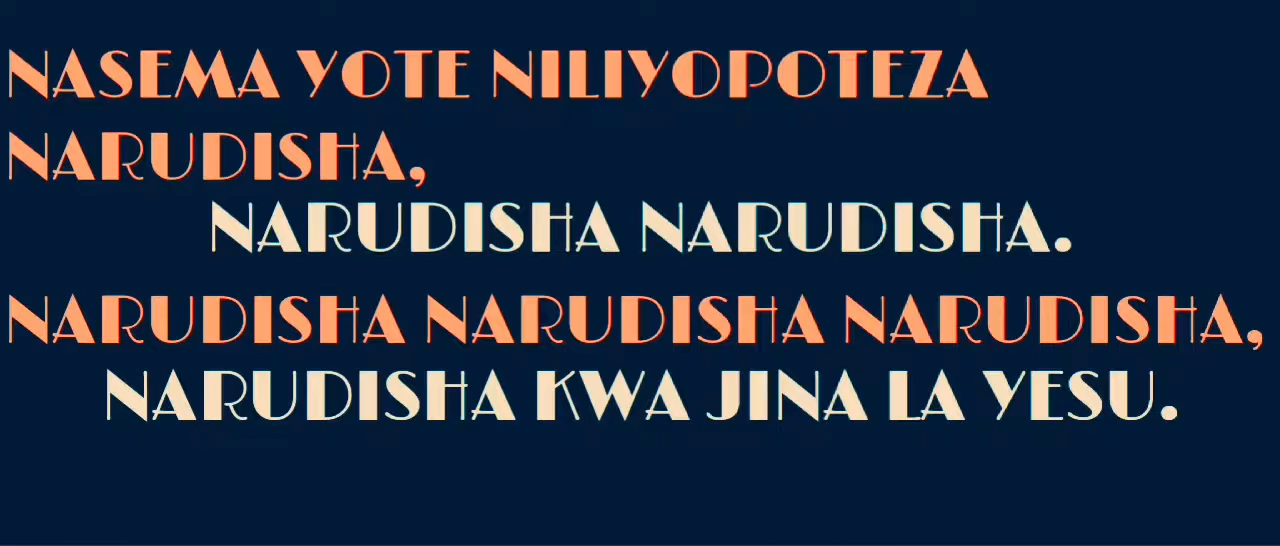 NASEMA YOTE NILIYOPOTEZA
NARUDISHA,
NARUDISHA NARUDISHA.
NARUDISHA NARUDISHA NARUDISHA,
NARUDISHA KWA JINA LA YESU.